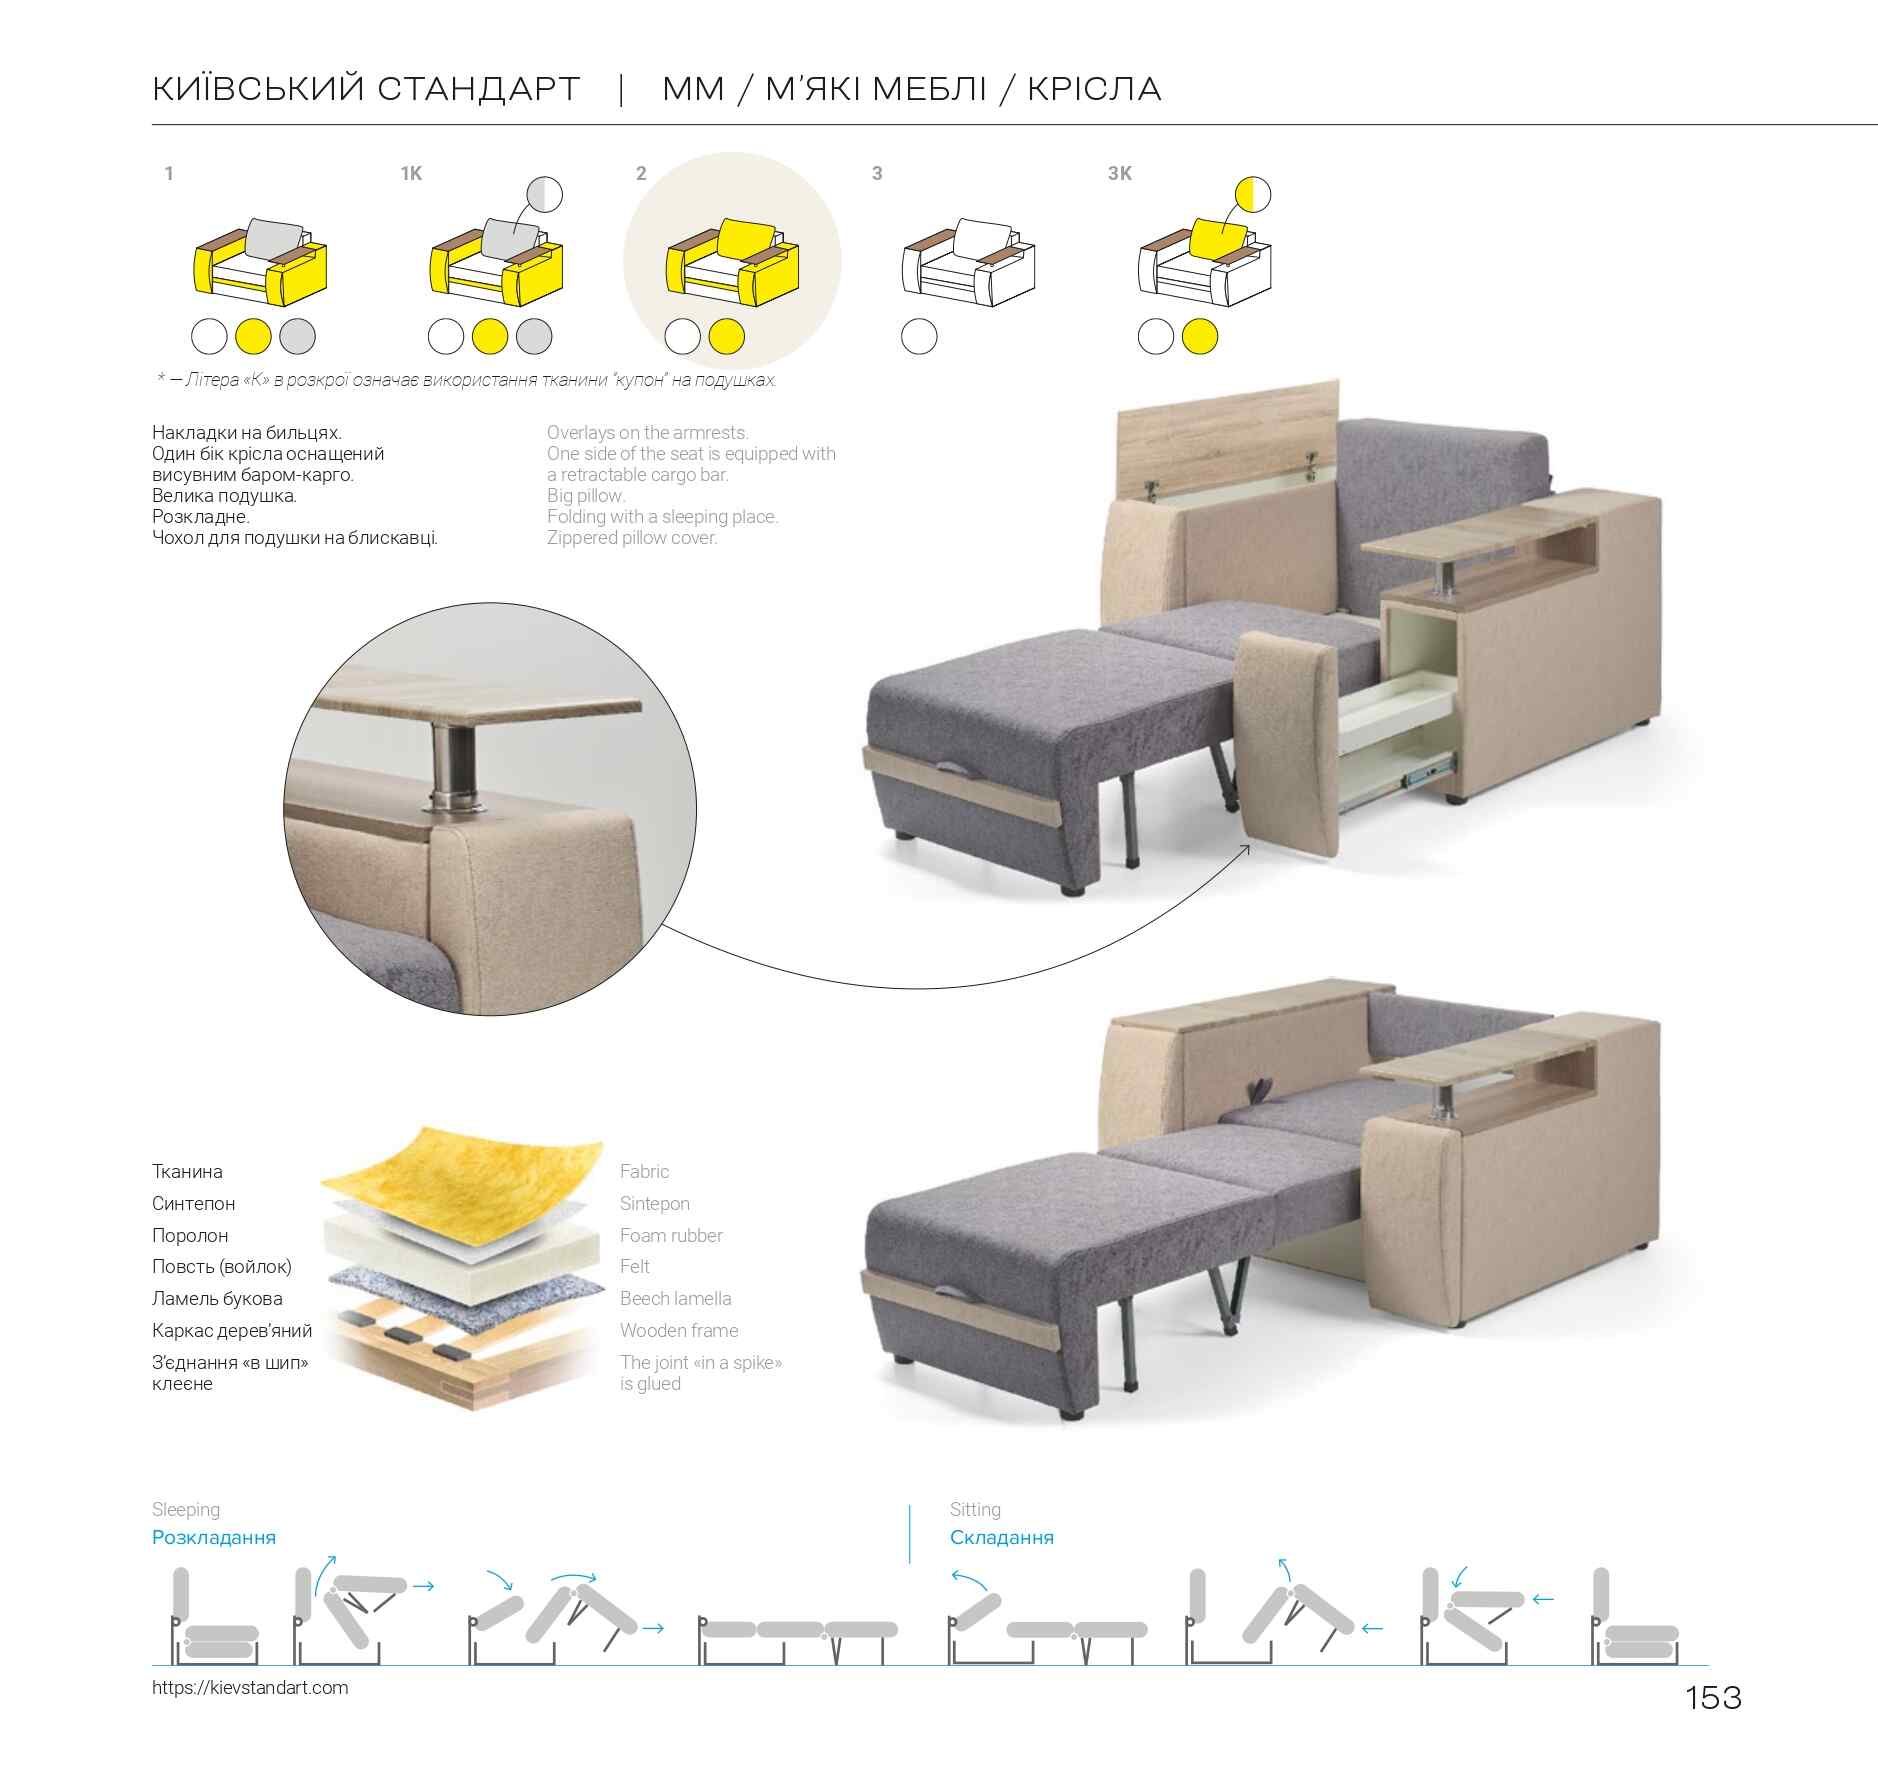 КИЇВСЬКИЙ СТАНДАРТ | ММ / М’ЯКІ МЕБЛІ / КРІСЛА
1 1K 2 3 3K
* — Літера «К» в розкрої означає використання тканини “купон” на подушках.
Накладки на бильцях.
Один бік крісла оснащений
висувним баром-карго.
Велика подушка.
Розкладне.
Чохол для подушки на блискавці.
Overlays on the armrests.
One side of the seat is equipped with
a retractable cargo bar.
Big pillow.
Folding with a sleeping place.
Zippered pillow cover.
Тканина
Синтепон
Поролон
Повсть (войлок)
Ламель букова
Каркас дерев’яний
З’єднання «в шип»
клеєне
Fabric
Sintepon
Foam rubber
Felt
Beech lamella
Wooden frame
The joint «in a spike»
is glued
Sleeping
Розкладання
Sitting
Складання
https://kievstandart.com
153